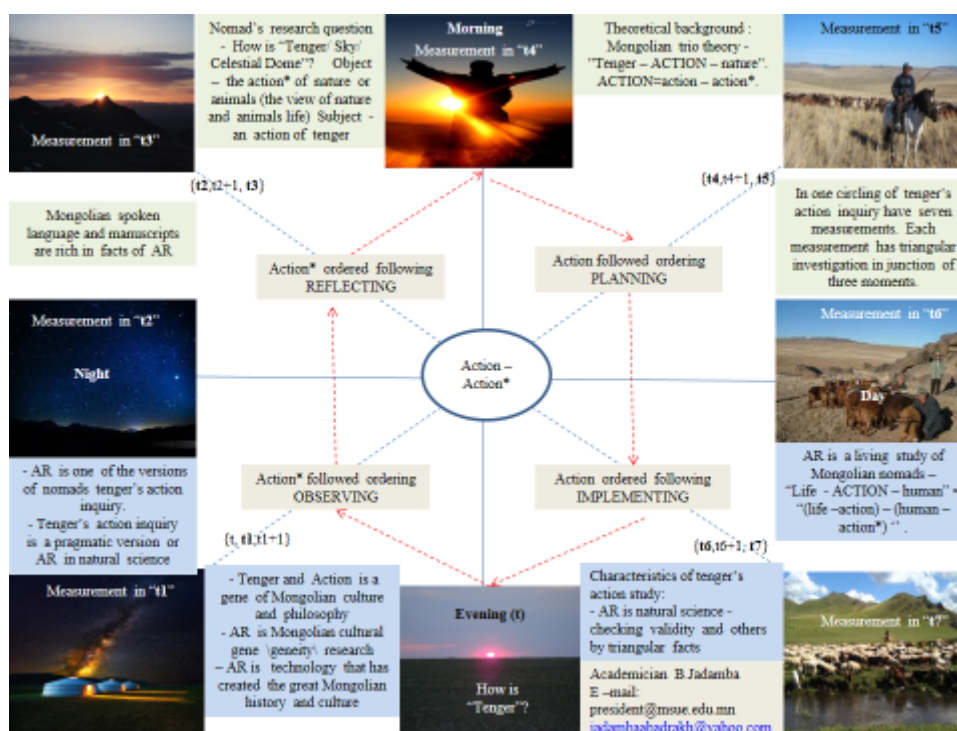 Nomad's research question
- How is "Tenger/ Sky/
Celestial Dome"? Object
– the action* of nature or
animals (the view of nature
and animals life) Subject -
an action of tenger
Morning
Measurement in "t4"
Theoretical background :
Mongolian trio theory -
"Tenger – ACTION – nature".
ACTION=action – action*.
Measurement in "t5"
Measurement in "t3"
{t2,t2+1, t3}
{t4,t4+1, t5}
Mongolian spoken
language and manuscripts
are rich in facts of AR
In one circling of tenger's
action inquiry have seven
measurements. Each
measurement has triangular
investigation in junction of
three moments.
Action* ordered following
REFLECTING
Action followed ordering
PLANNING
Measurement in "t2"
Night
Action –
Action*
Measurement in "t6"
Day
- AR is one of the versions
of nomads tenger's action
inquiry.
- Tenger's action inquiry
is a pragmatic version or
AR in natural science
Action* followed ordering
OBSERVING
Action ordered following
IMPLEMENTING
AR is a living study of
Mongolian nomads –
"Life - ACTION – human" =
"(life –action) – (human –
action*) ".
{t, t1,t1+1}
{t6,t6+1; t7}
Measurement in "t1"
- Tenger and Action is a
gene of Mongolian culture
and philosophy
- AR is Mongolian cultural
gene \geneity\ research
– AR is technology that has
created the great Mongolian
history and culture
Evening (t)
How is
"Tenger"?
Characteristics of tenger's
action study:
- AR is natural science -
checking validity and others
by triangular facts
Academician B.Jadamba
E –mail:
president@msue.edu.mn
jadambaabadrakh@yahoo.com
Measurement in "t7"